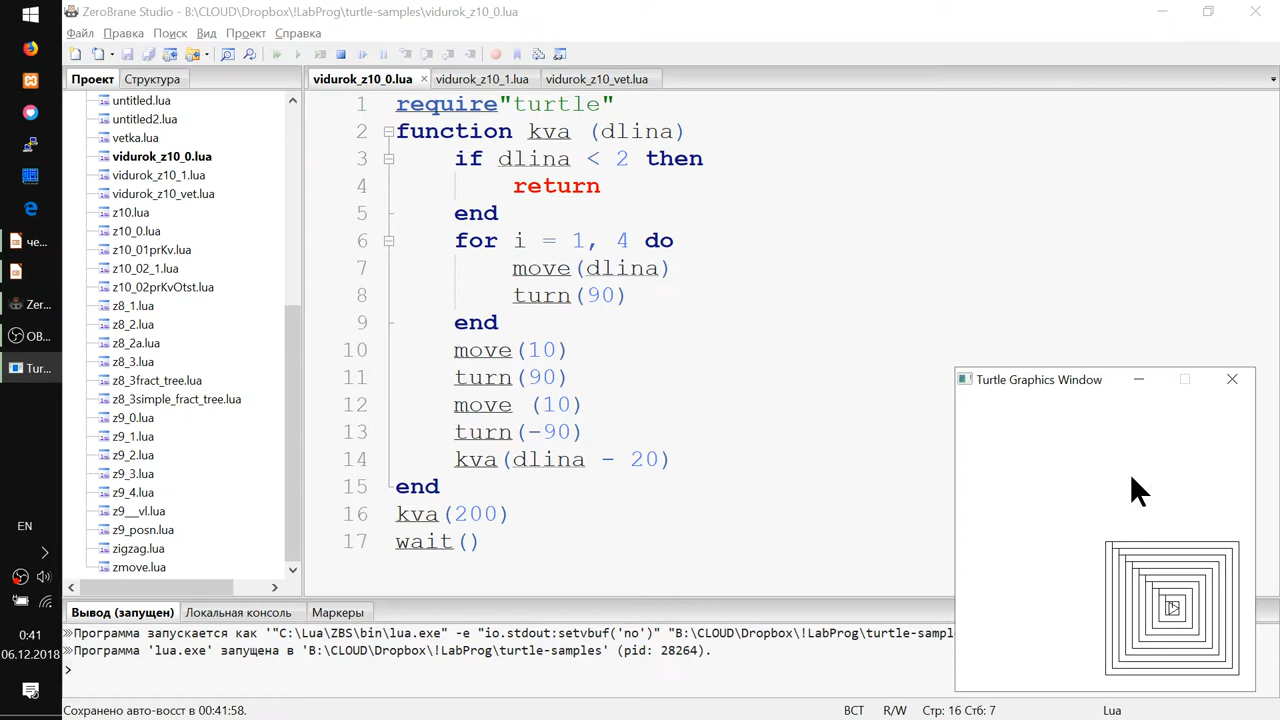 ZeroBrane Studio - B:\CLOUD\Dropbox\!LabProg\turtle-samples\vidurok_z10_0.lua
Файл Правка Поиск Вид Проект Справка
Проект Структура
vidurok_z10_0.lua × vidurok_z10_1.lua vidurok_z10_vet.lua
untitled.lua
untitled2.lua
vetka.lua
vidurok_z10_0.lua
vidurok_z10_1.lua
vidurok_z10_vet.lua
z10.lua
z10_0.lua
z10_01prKv.lua
z10_02_1.lua
z10_02prKvOtst.lua
z8_1.lua
z8_2.lua
z8_2a.lua
z8_3.lua
z8_3fract_tree.lua
z8_3simple_fract_tree.lua
z9_0.lua
z9_1.lua
z9_2.lua
z9_3.lua
z9_4.lua
z9__vl.lua
z9_posn.lua
zigzag.lua
zmove.lua
1 require"turtle"
2 function kva (dlina)
3 if dlina < 2 then
4 return
5 end
6 for i = 1, 4 do
7 move(dlina)
8 turn(90)
9 end
10 move(10)
11 turn(90)
12 move (10)
13 turn(-90)
14 kva(dlina - 20)
15 end
16 kva(200)
17 wait()
Turtle Graphics Window
Вывод (запущен) Локальная консоль Маркеры
Программа запускается как '"C:\Lua\ZBS\bin\lua.exe" -e "io.stdout:setvbuf('no')" "B:\CLOUD\Dropbox\!LabProg\turtle-sampl
Программа 'lua.exe' запущена в 'B:\CLOUD\Dropbox\!LabProg\turtle-samples' (pid: 28264).
Сохранено авто-восст в 00:41:58.
ВСТ R/W Стр: 16 Стб: 7 Lua
че...
Zer...
OB...
Tur...
EN
0:41
06.12.2018